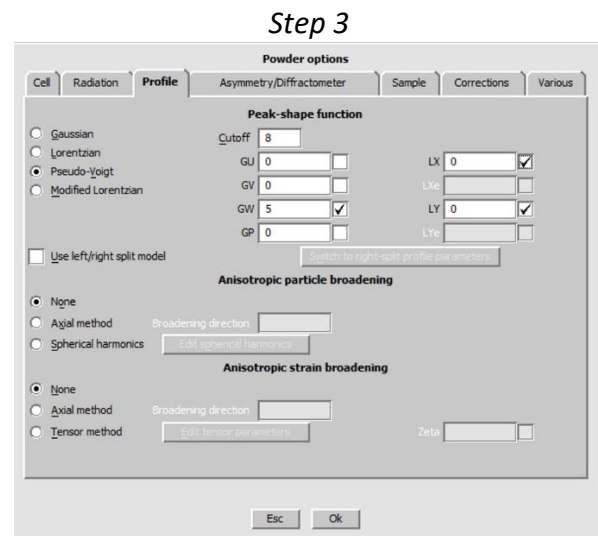 Step 3
Powder options
Cell Radiation Profile Asymmetry/Diffractometer Sample Corrections Various
Peak-shape function
Gaussian Cutoff 8
Lorentzian GU 0 LX 0
Pseudo-Voigt GV 0 LXe
Modified Lorentzian GW 5 LY 0
GP 0 LYe
Use left/right split model Switch to right-split profile parameters
Anisotropic particle broadening
None
Axial method Broadening direction
Spherical harmonics Edit spherical harmonics
Anisotropic strain broadening
None
Axial method Broadening direction
Tensor method Edit tensor parameters Zeta
Esc Ok